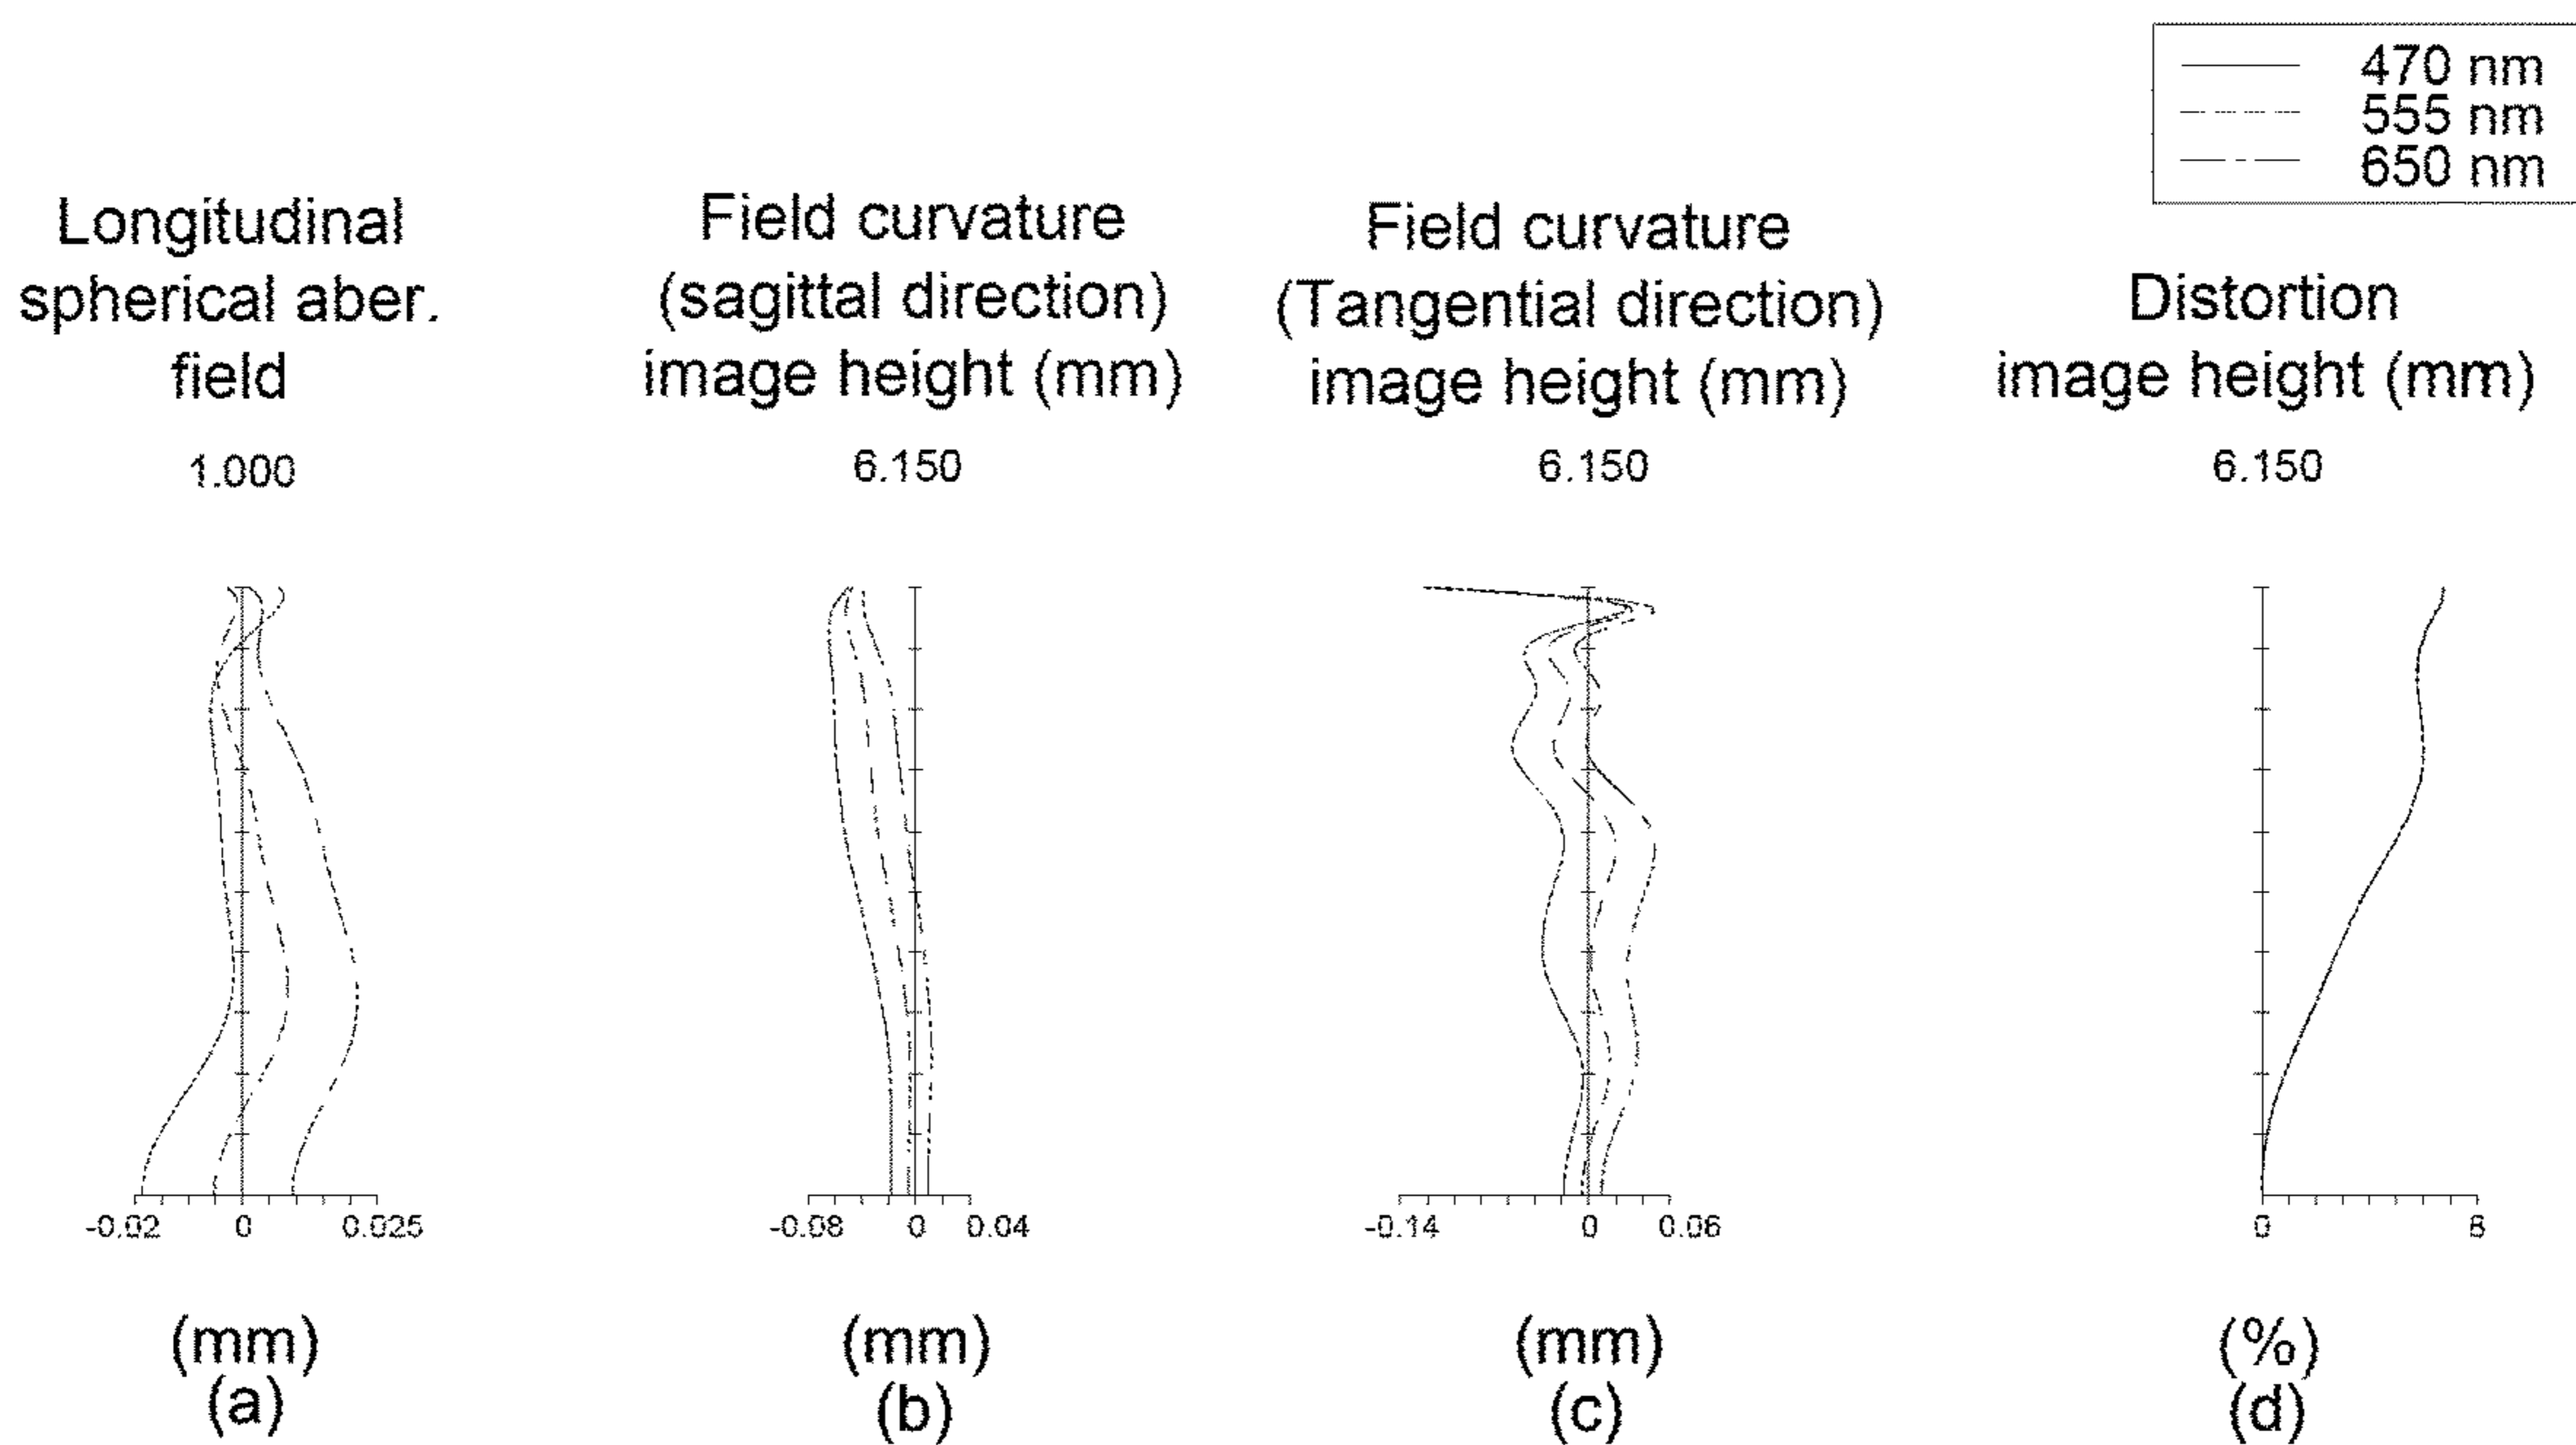 470 nm
555 nm
650 nm
Longitudinal
spherical aber.
field
1.000
Field curvature
(sagittal direction)
image height (mm)
6.150
Field curvature
(Tangential direction)
image height (mm)
6.150
Distortion
image height (mm)
6.150
-0.02 0 0.025
-0.08 0 0.04
-0.14 0 0.06
0 8
(mm)
(a)
(mm)
(b)
(mm)
(c)
(%)
(d)